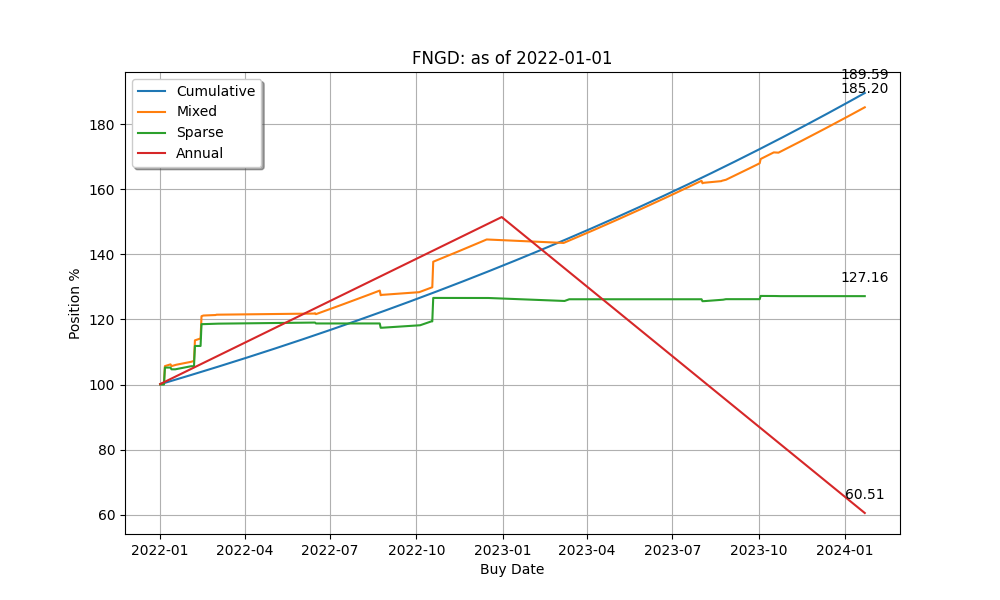 FNGD: as of 2022-01-01
Cumulative
Mixed
Sparse
Annual
189.59
185.20
127.16
60.51
Position %
180
160
140
120
100
80
60
2022-01 2022-04 2022-07 2022-10 2023-01 2023-04 2023-07 2023-10 2024-01
Buy Date